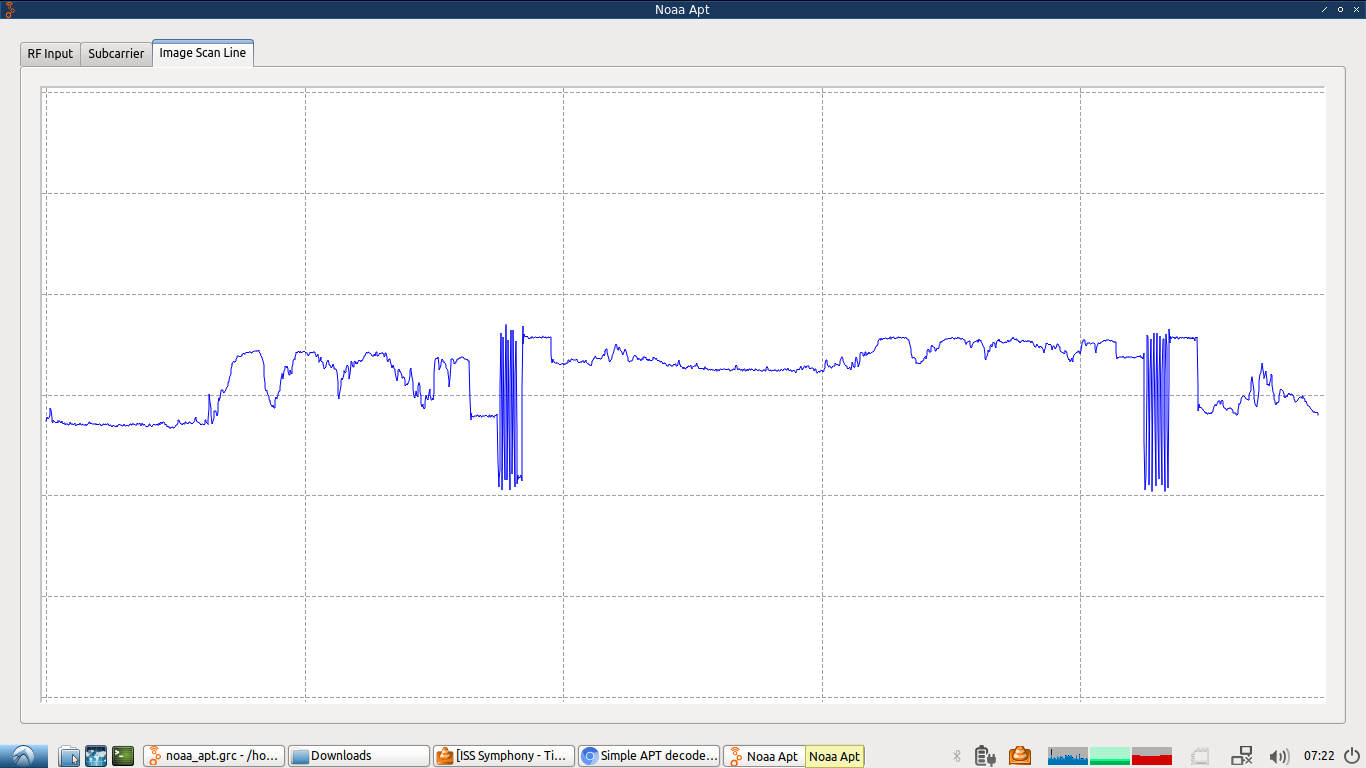 Noaa Apt
RF Input Subcarrier Image Scan Line
noaa_apt.grc - /ho... Downloads [ISS Symphony - Ti... Simple APT decode... Noaa Apt Noaa Apt 07:22